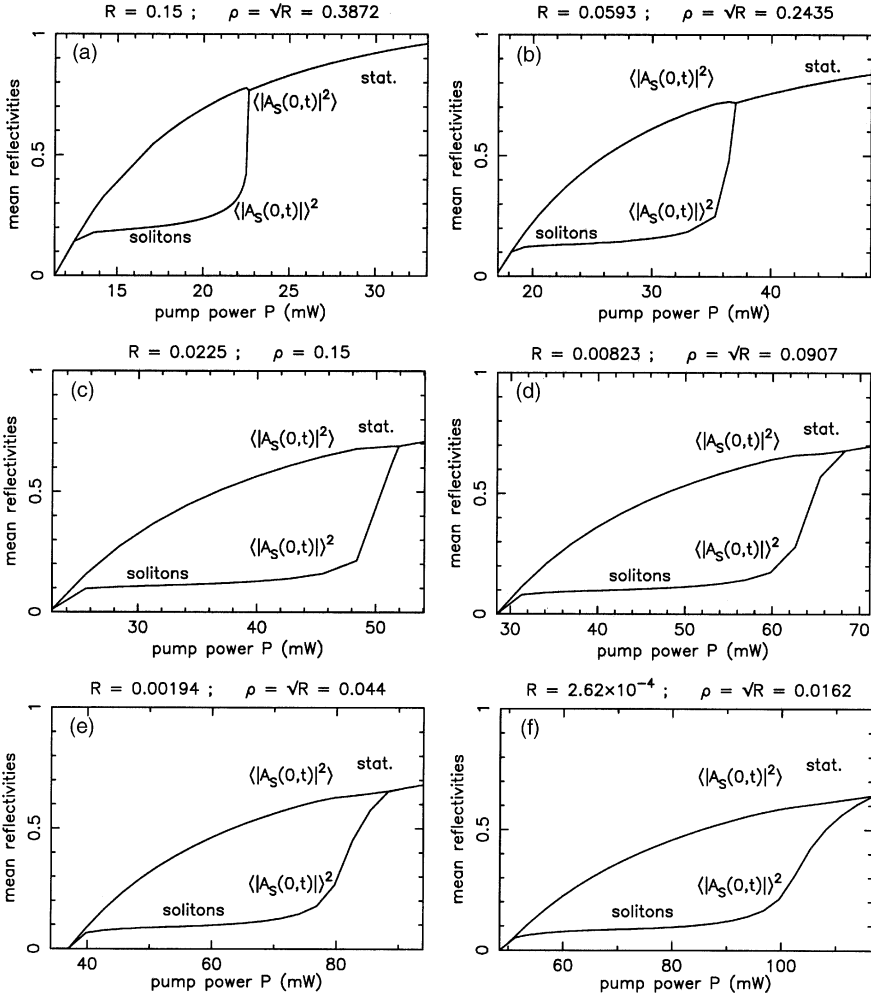 R = 0.15 ; ρ = √R = 0.3872
(a)
mean reflectivities
1
0.5
0
stat.
⟨|A_S(0,t)|²⟩
⟨|A_S(0,t)|⟩²
solitons
15 20 25 30
pump power P (mW)
R = 0.0593 ; ρ = √R = 0.2435
(b)
mean reflectivities
1
0.5
0
⟨|A_S(0,t)|²⟩
stat.
⟨|A_S(0,t)|⟩²
solitons
20 30 40
pump power P (mW)
R = 0.0225 ; ρ = 0.15
(c)
mean reflectivities
1
0.5
0
⟨|A_S(0,t)|²⟩
stat.
⟨|A_S(0,t)|⟩²
solitons
30 40 50
pump power P (mW)
R = 0.00823 ; ρ = √R = 0.0907
(d)
mean reflectivities
1
0.5
0
⟨|A_S(0,t)|²⟩
stat.
⟨|A_S(0,t)|⟩²
solitons
30 40 50 60 70
pump power P (mW)
R = 0.00194 ; ρ = √R = 0.044
(e)
mean reflectivities
1
0.5
0
⟨|A_S(0,t)|²⟩
stat.
⟨|A_S(0,t)|⟩²
solitons
40 60 80
pump power P (mW)
R = 2.62×10⁻⁴ ; ρ = √R = 0.0162
(f)
mean reflectivities
1
0.5
0
⟨|A_S(0,t)|²⟩
stat.
⟨|A_S(0,t)|⟩²
solitons
60 80 100
pump power P (mW)